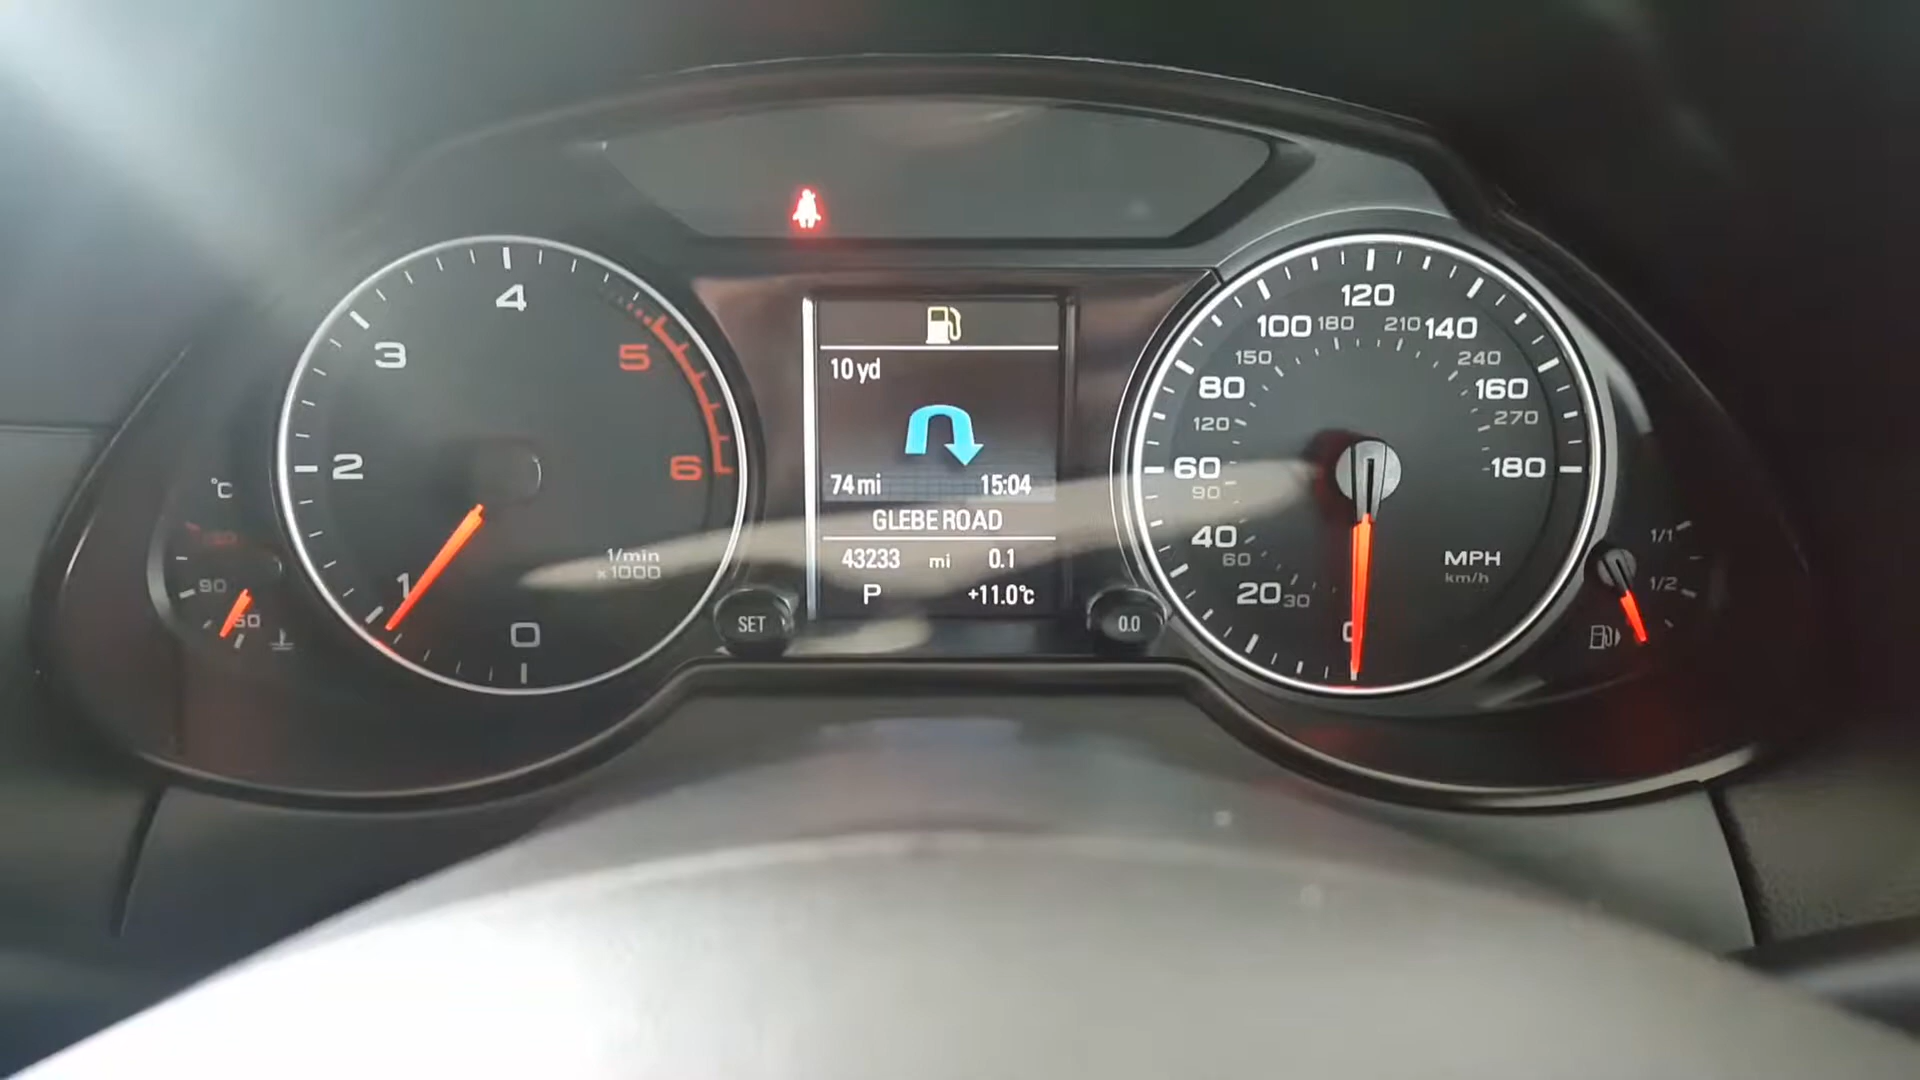 4
3
5
2
6
1
0
1/min
x1000
°C
130
90
50
10 yd
74 mi 15:04
GLEBE ROAD
43233 mi 0.1
P +11.0°C
SET
0.0
120
100 140
180 210
150 240
80 160
120 270
60 180
90
40
60
20
30
0
MPH
km/h
1/1
1/2